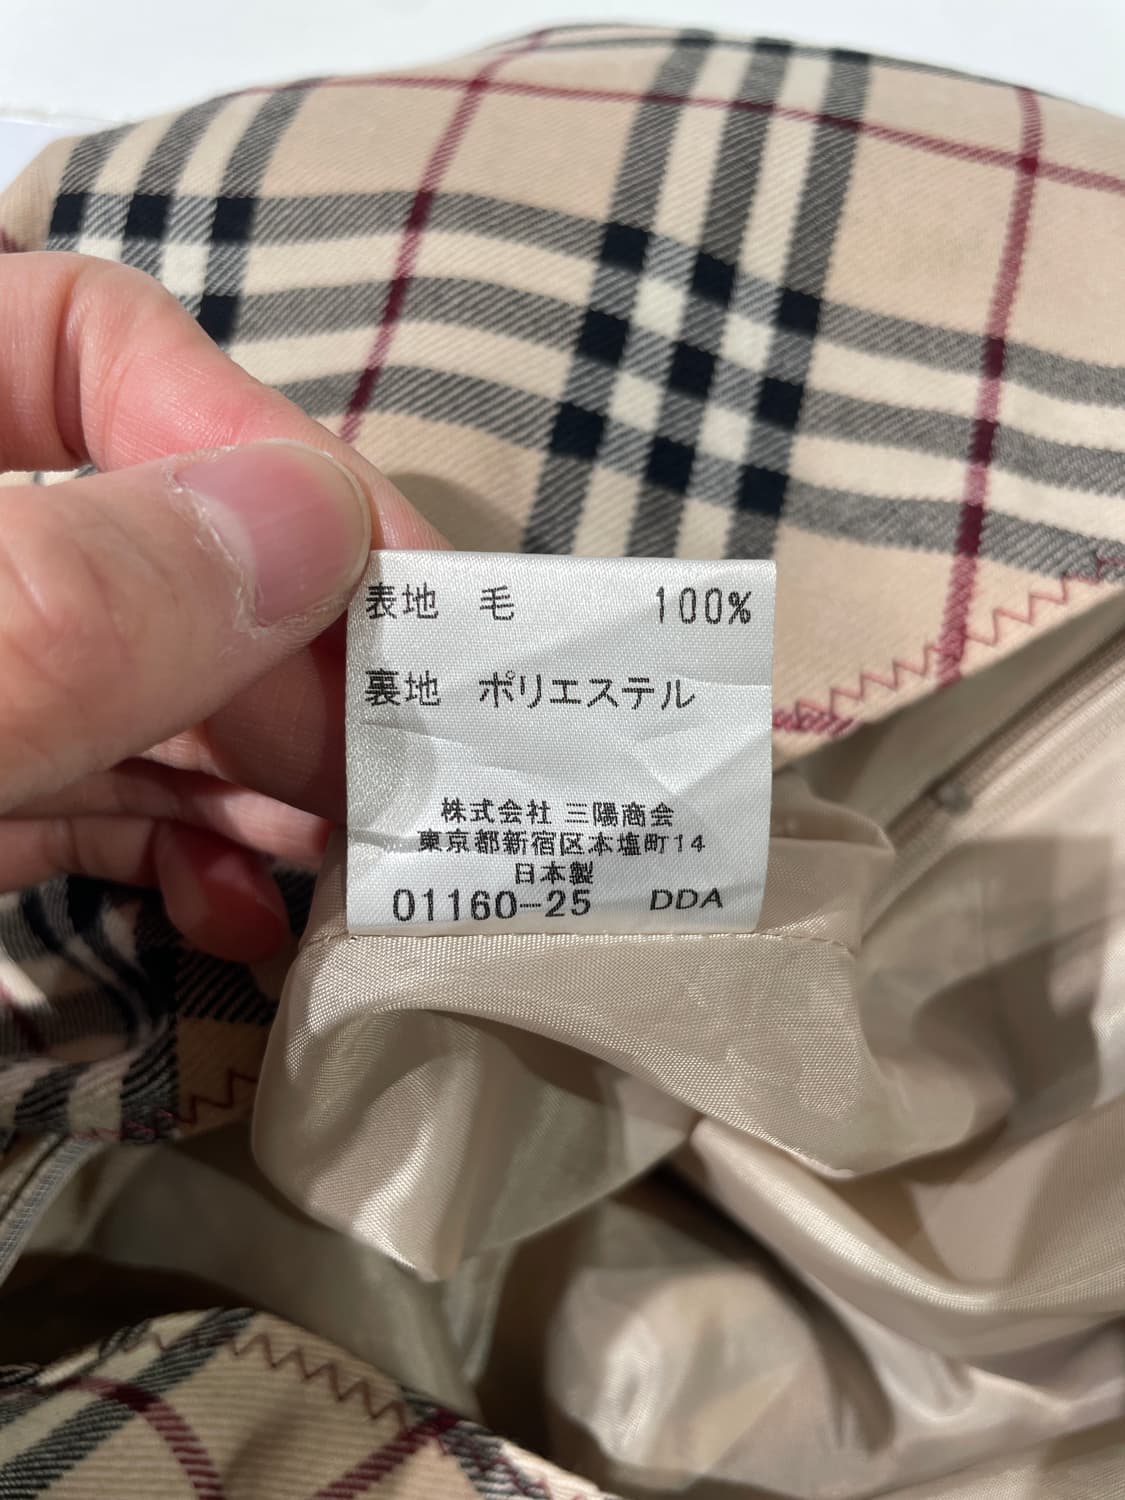 表地 毛 100%
裏地 ポリエステル
株式会社 三陽商会
東京都新宿区本塩町14
日本製
01160-25 DDA